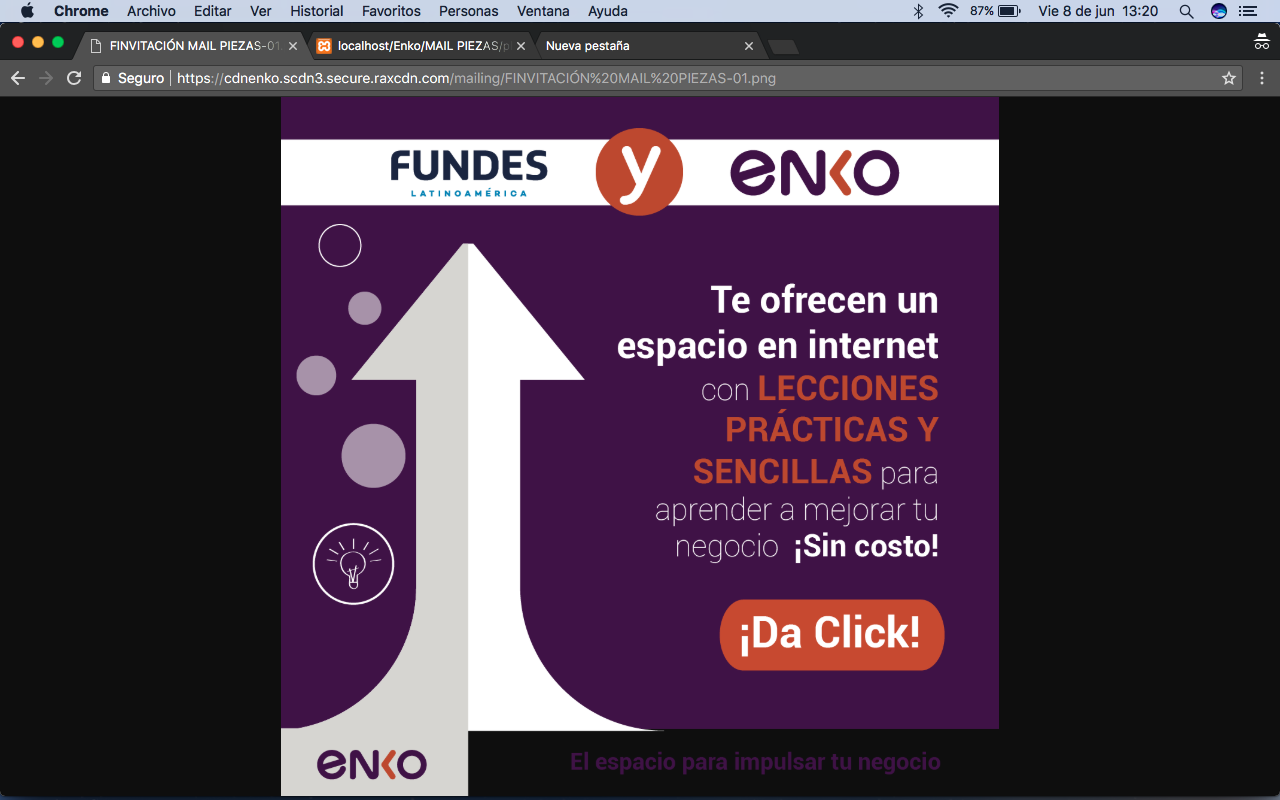 Chrome Archivo Editar Ver Historial Favoritos Personas Ventana Ayuda 87% Vie 8 de jun 13:20
FINVITACIÓN MAIL PIEZAS-01 localhost/Enko/MAIL PIEZAS/p Nueva pestaña
Seguro https://cdnenko.scdn3.secure.raxcdn.com/mailing/FINVITACIÓN%20MAIL%20PIEZAS-01.png
FUNDES y enko
LATINOAMÉRICA
Te ofrecen un
espacio en internet
con LECCIONES
PRÁCTICAS Y
SENCILLAS para
aprender a mejorar tu
negocio ¡Sin costo!
¡Da Click!
enko El espacio para impulsar tu negocio